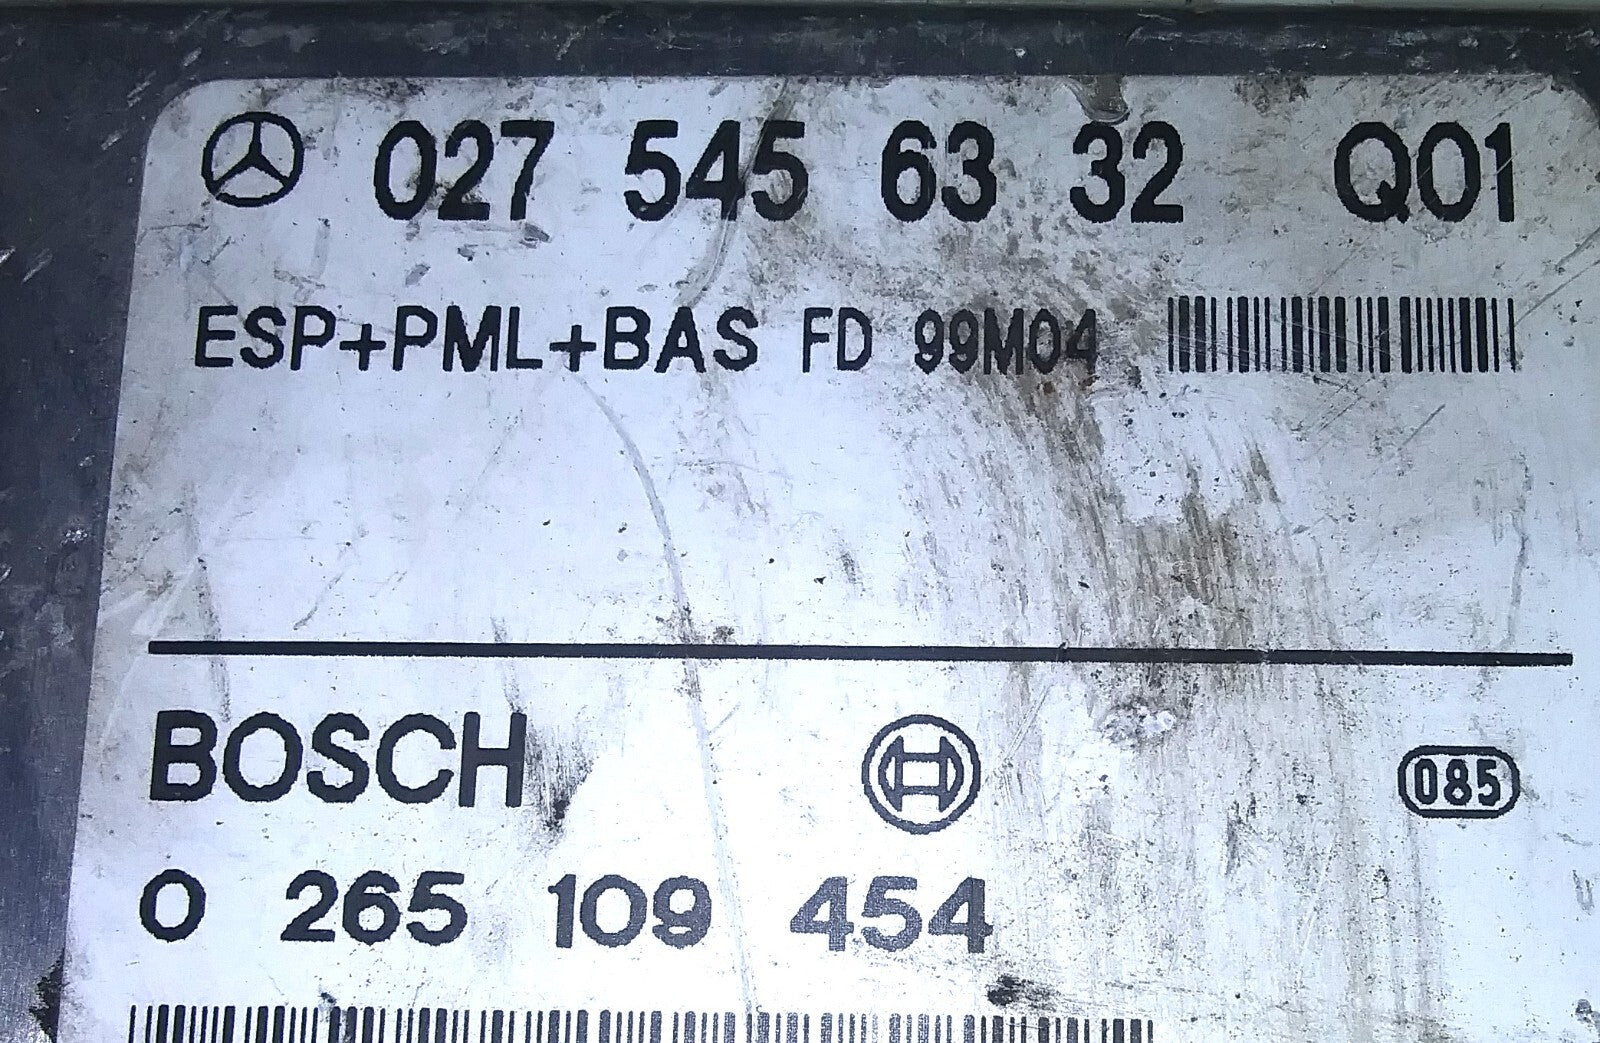 027 545 63 32 Q01
ESP+PML+BAS FD 99M04
BOSCH 085
0 265 109 454